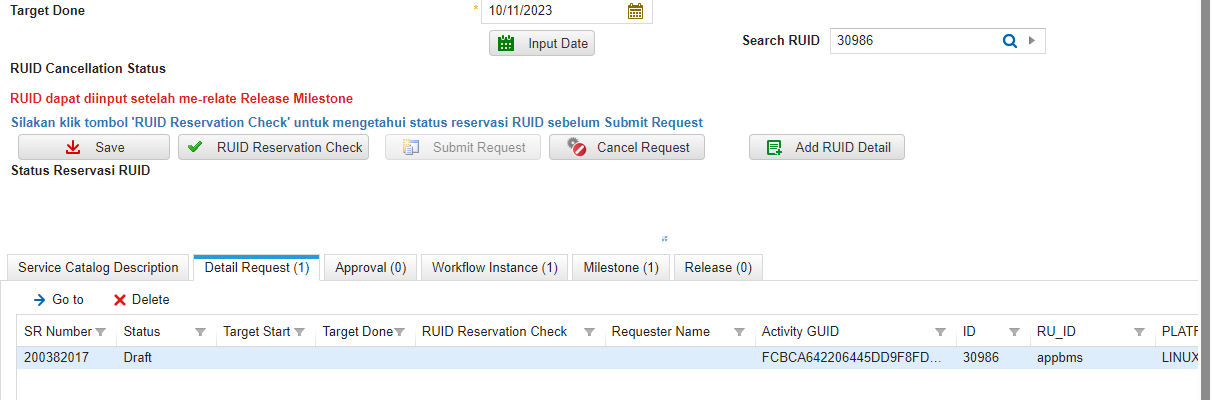 Target Done * 10/11/2023
Input Date
Search RUID 30986
RUID Cancellation Status
RUID dapat diinput setelah me-relate Release Milestone
Silakan klik tombol 'RUID Reservation Check' untuk mengetahui status reservasi RUID sebelum Submit Request
Save RUID Reservation Check Submit Request Cancel Request Add RUID Detail
Status Reservasi RUID
Service Catalog Description Detail Request (1) Approval (0) Workflow Instance (1) Milestone (1) Release (0)
Go to Delete
SR Number Status Target Start Target Done RUID Reservation Check Requester Name Activity GUID ID RU_ID PLATF
200382017 Draft FCBCA642206445DD9F8FD... 30986 appbms LINUX